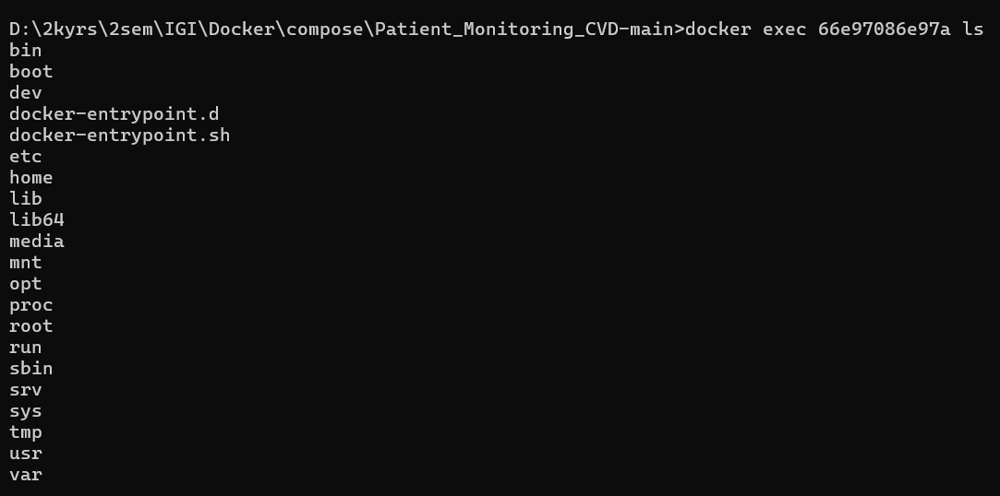 D:\2kyrs\2sem\IGI\Docker\compose\Patient_Monitoring_CVD-main>docker exec 66e97086e97a ls
bin
boot
dev
docker-entrypoint.d
docker-entrypoint.sh
etc
home
lib
lib64
media
mnt
opt
proc
root
run
sbin
srv
sys
tmp
usr
var